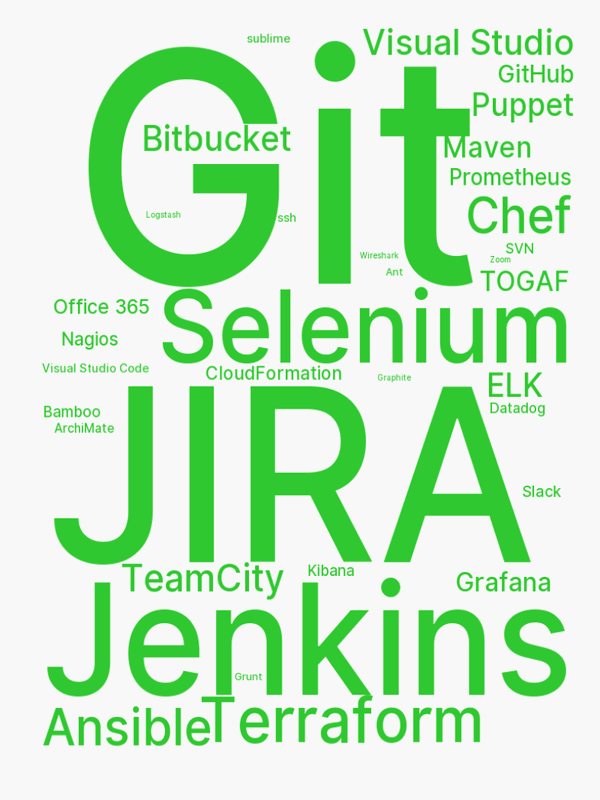 sublime
Visual Studio
GitHub
Git
Puppet
Bitbucket
Maven
Prometheus
Logstash
ssh
Chef
SVN
Wireshark
Zoom
Ant
TOGAF
Office 365
Selenium
Nagios
Visual Studio Code
CloudFormation
Graphite
ELK
Bamboo
Datadog
ArchiMate
JIRA
Slack
TeamCity
Kibana
Grafana
Jenkins
Grunt
Ansible
Terraform